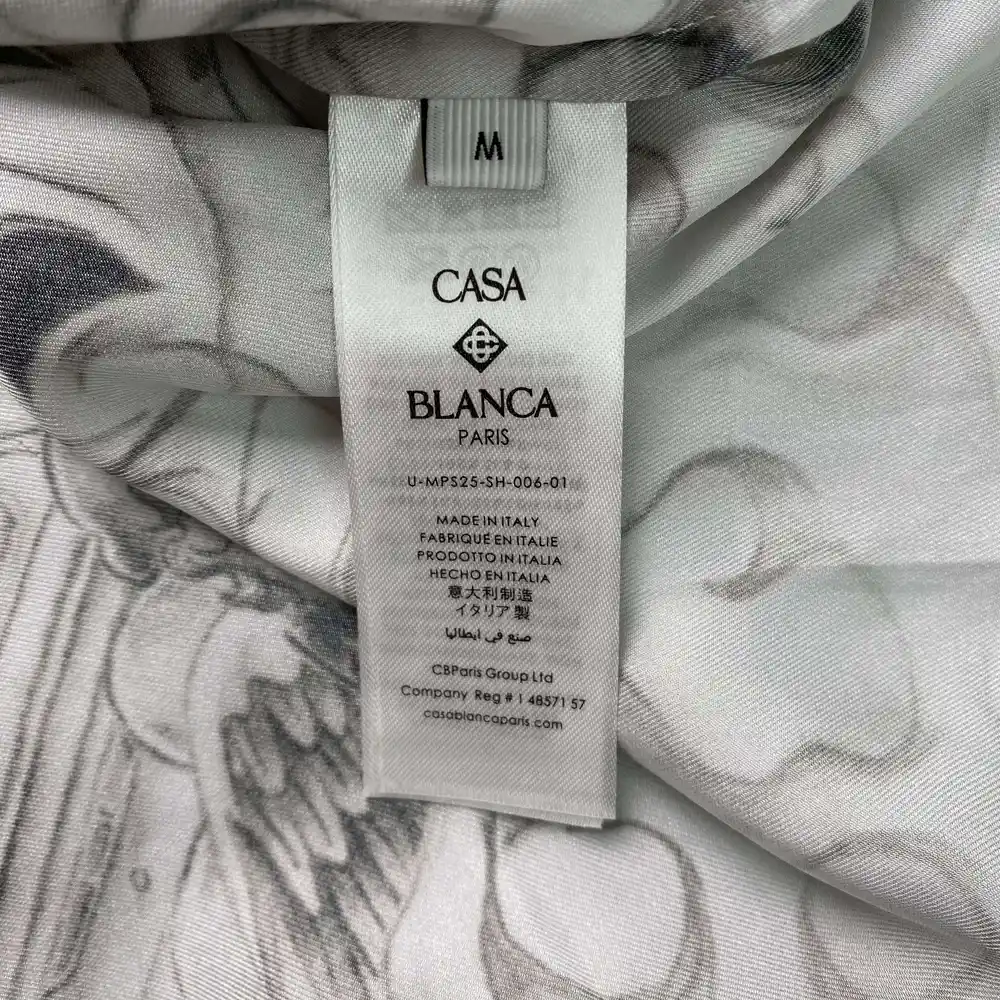 M
CASA
BLANCA
PARIS
U-MPS25-SH-006-01
MADE IN ITALY
FABRIQUÉ EN ITALIE
PRODOTTO IN ITALIA
HECHO EN ITALIA
意大利制造
イタリア製
صنع في ايطاليا
CBParis Group Ltd
Company Reg # 1 48571 57
casablancaparis.com